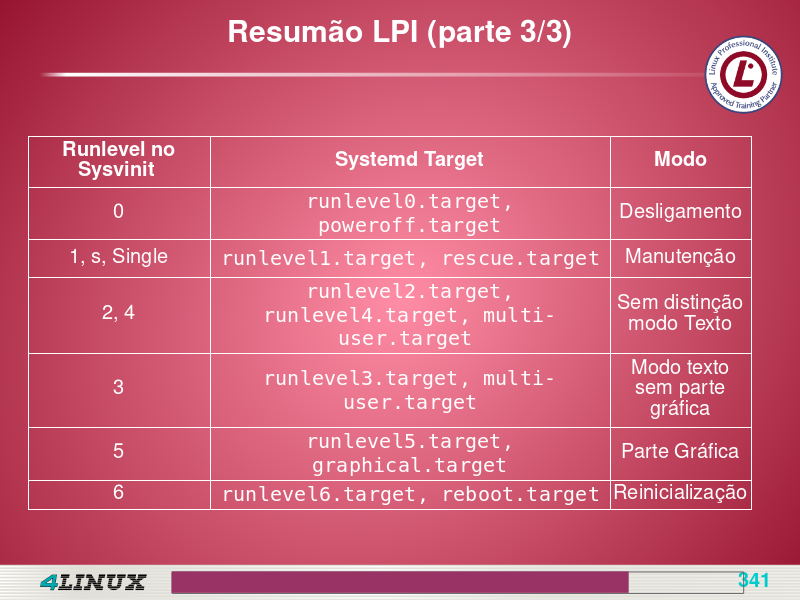 Resumão LPI (parte 3/3)
Linux Professional Institute
Approved Training Partner
Runlevel no
Sysvinit
Systemd Target
Modo
0
runlevel0.target,
poweroff.target
Desligamento
1, s, Single
runlevel1.target, rescue.target
Manutenção
2, 4
runlevel2.target,
runlevel4.target, multi-
user.target
Sem distinção
modo Texto
3
runlevel3.target, multi-
user.target
Modo texto
sem parte
gráfica
5
runlevel5.target,
graphical.target
Parte Gráfica
6
runlevel6.target, reboot.target
Reinicialização
4LINUX
341